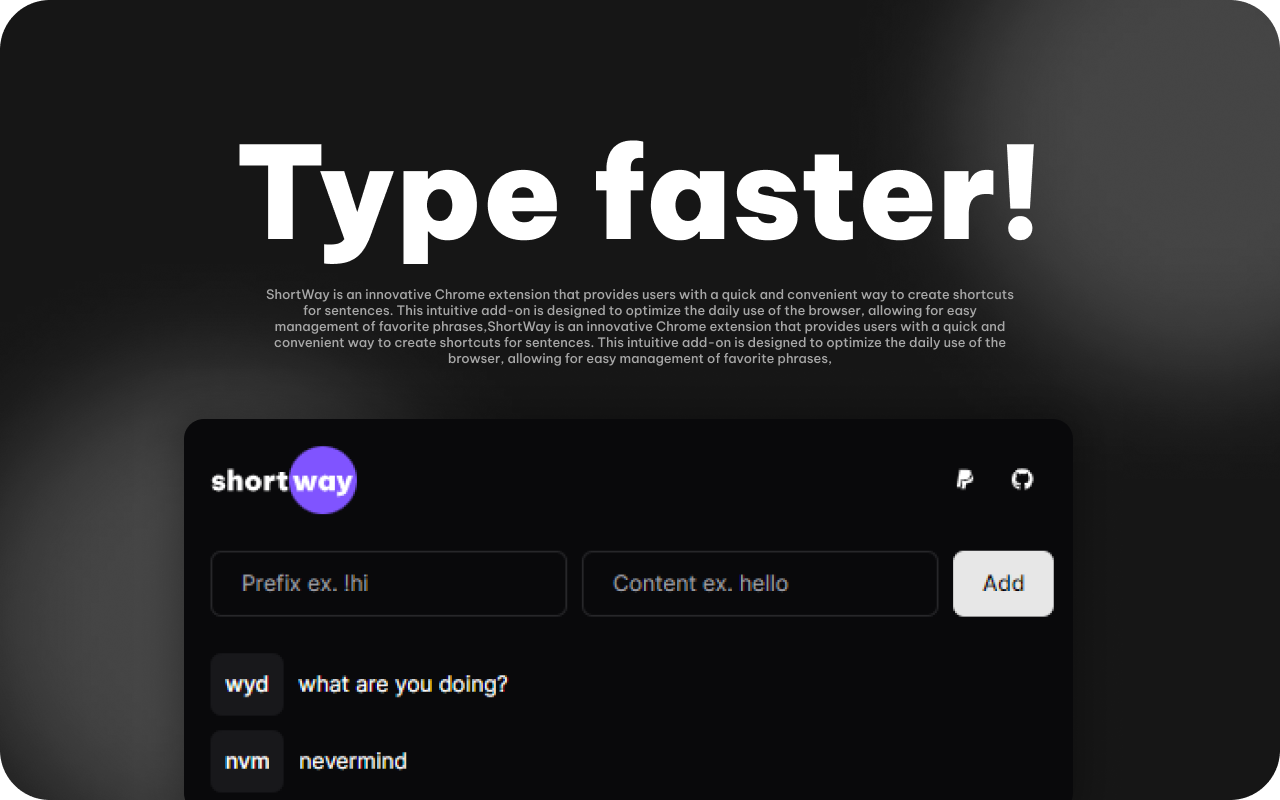 Type faster!
ShortWay is an innovative Chrome extension that provides users with a quick and convenient way to create shortcuts
for sentences. This intuitive add-on is designed to optimize the daily use of the browser, allowing for easy
management of favorite phrases,ShortWay is an innovative Chrome extension that provides users with a quick and
convenient way to create shortcuts for sentences. This intuitive add-on is designed to optimize the daily use of the
browser, allowing for easy management of favorite phrases,
shortway
Prefix ex. !hi Content ex. hello Add
wyd what are you doing?
nvm nevermind